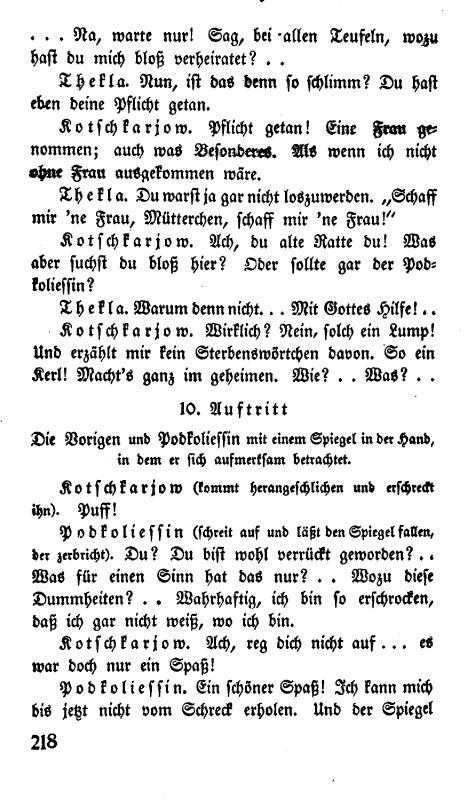 . . . Na, warte nur! Sag, bei allen Teufeln, wozu
hast du mich bloß verheiratet? . .
Thekla. Nun, ist das denn so schlimm? Du hast
eben deine Pflicht getan.
Kotschkarjow. Pflicht getan! Eine Frau ge-
nommen; auch was Besonderes. Als wenn ich nicht
ohne Frau ausgekommen wäre.
Thekla. Du warst ja gar nicht loszuwerden. „Schaff
mir 'ne Frau, Mütterchen, schaff mir 'ne Frau!"
Kotschkarjow. Ach, du alte Ratte du! Was
aber suchst du bloß hier? Oder sollte gar der Pod-
koliessin?
Thekla. Warum denn nicht. . . Mit Gottes Hilfe! . .
Kotschkarjow. Wirklich? Nein, solch ein Lump!
Und erzählt mir kein Sterbenswörtchen davon. So ein
Kerl! Macht's ganz im geheimen. Wie? . . Was? . .
10. Auftritt
Die Vorigen und Podkoliessin mit einem Spiegel in der Hand,
in dem er sich aufmerksam betrachtet.
Kotschkarjow (kommt herangeschlichen und erschreckt
ihn). Puff!
Podkoliessin (schreit auf und läßt den Spiegel fallen,
der zerbricht). Du? Du bist wohl verrückt geworden? . .
Was für einen Sinn hat das nur? . . Wozu diese
Dummheiten? . . Wahrhaftig, ich bin so erschrocken,
daß ich gar nicht weiß, wo ich bin.
Kotschkarjow. Ach, reg dich nicht auf . . . es
war doch nur ein Spaß!
Podkoliessin. Ein schöner Spaß! Ich kann mich
bis jetzt nicht vom Schreck erholen. Und der Spiegel
218